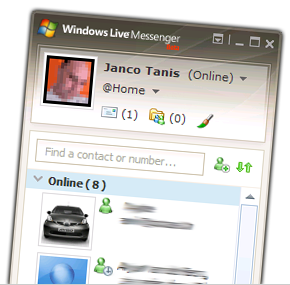 Windows Live Messenger
Janco Tanis (Online)
@Home
(1) (0)
Find a contact or number...
Online (8)